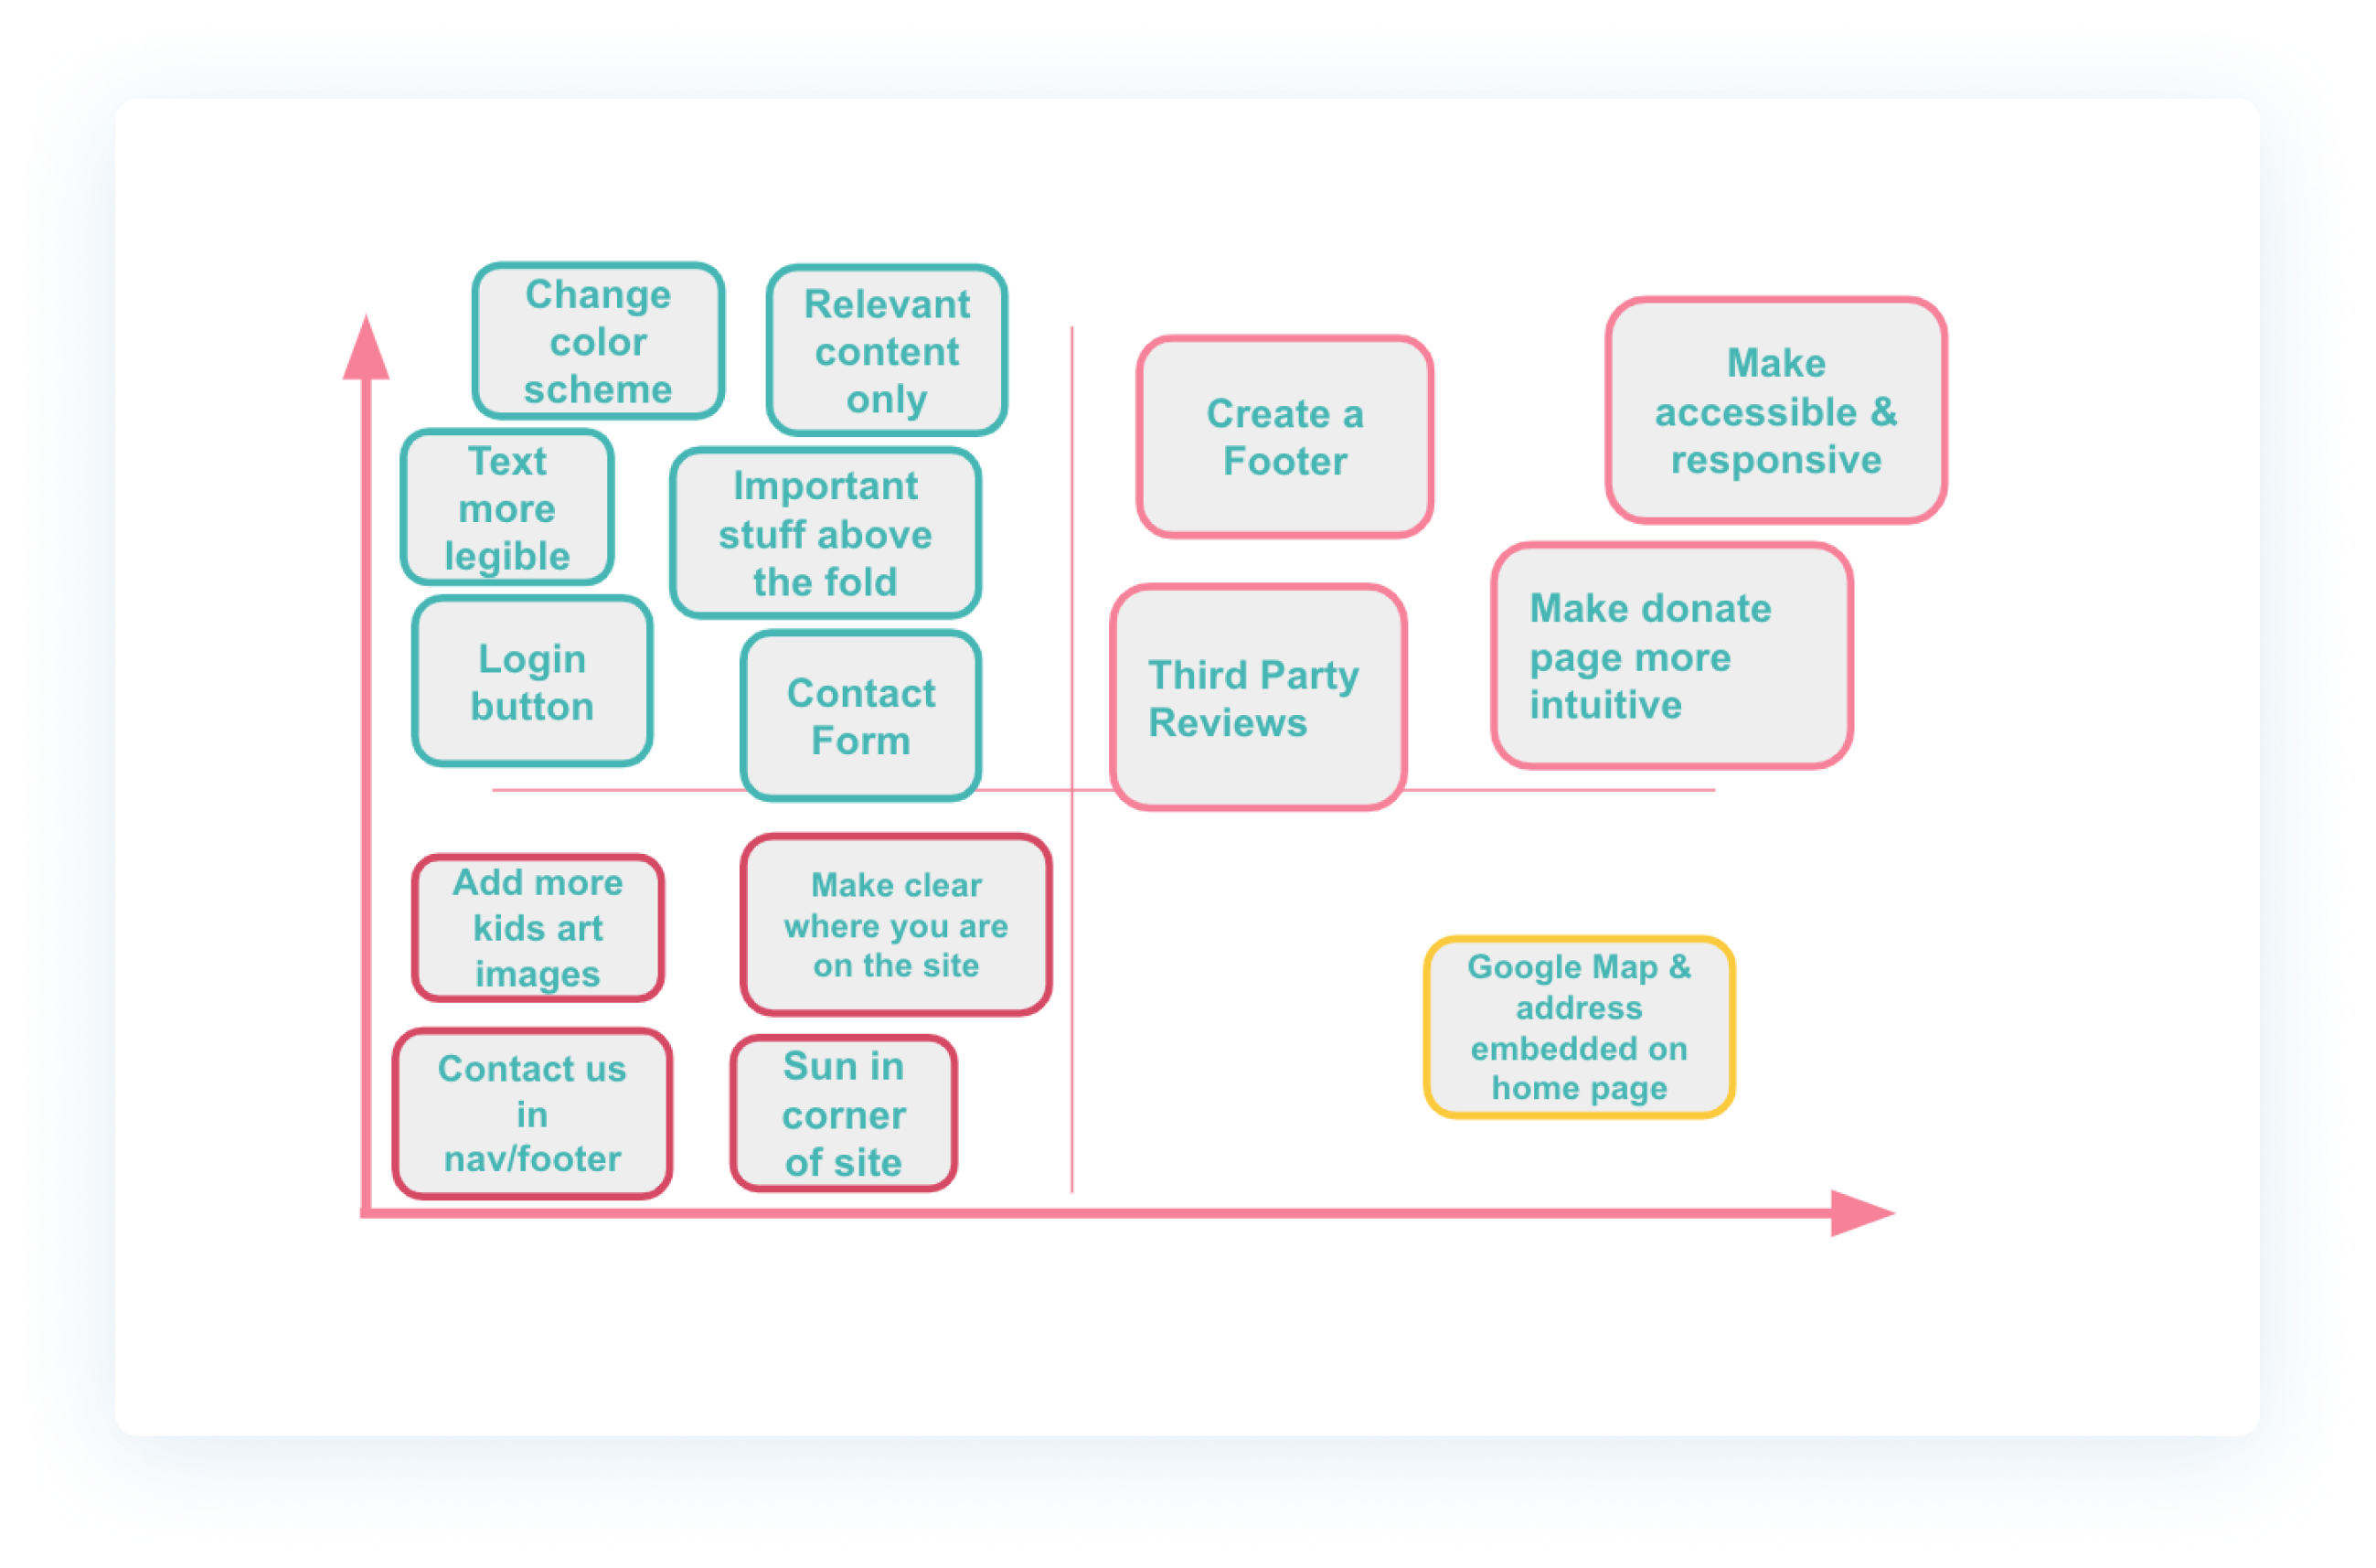 Change
color
scheme
Relevant
content
only
Text
more
legible
Important
stuff above
the fold
Login
button
Contact
Form
Create a
Footer
Make
accessible &
responsive
Third Party
Reviews
Make donate
page more
intuitive
Add more
kids art
images
Make clear
where you are
on the site
Contact us
in
nav/footer
Sun in
corner
of site
Google Map &
address
embedded on
home page